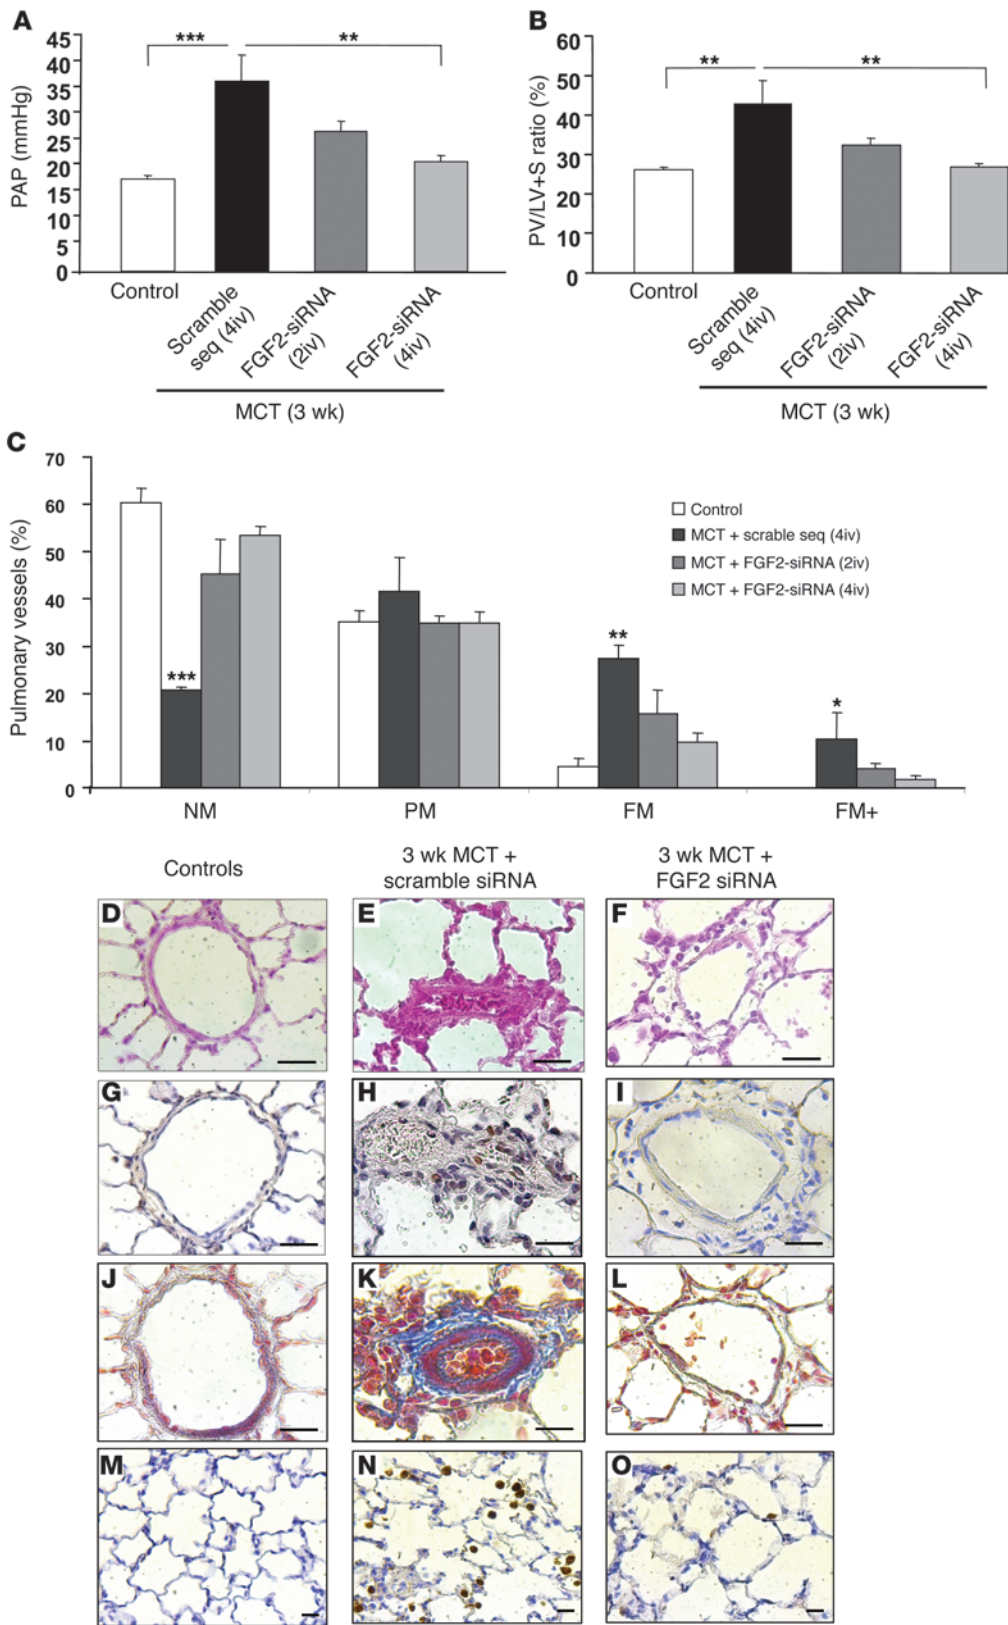 A
PAP (mmHg)
45
40
35
30
25
20
15
10
5
0
***
**
Control
Scramble
seq (4iv)
FGF2-siRNA
(2iv)
FGF2-siRNA
(4iv)
MCT (3 wk)
B
PV/LV+S ratio (%)
60
50
40
30
20
10
0
**
**
Control
Scramble
seq (4iv)
FGF2-siRNA
(2iv)
FGF2-siRNA
(4iv)
MCT (3 wk)
C
Pulmonary vessels (%)
70
60
50
40
30
20
10
0
***
**
*
Control
MCT + scrable seq (4iv)
MCT + FGF2-siRNA (2iv)
MCT + FGF2-siRNA (4iv)
NM
PM
FM
FM+
Controls
3 wk MCT +
scramble siRNA
3 wk MCT +
FGF2 siRNA
D
E
F
G
H
I
J
K
L
M
N
O